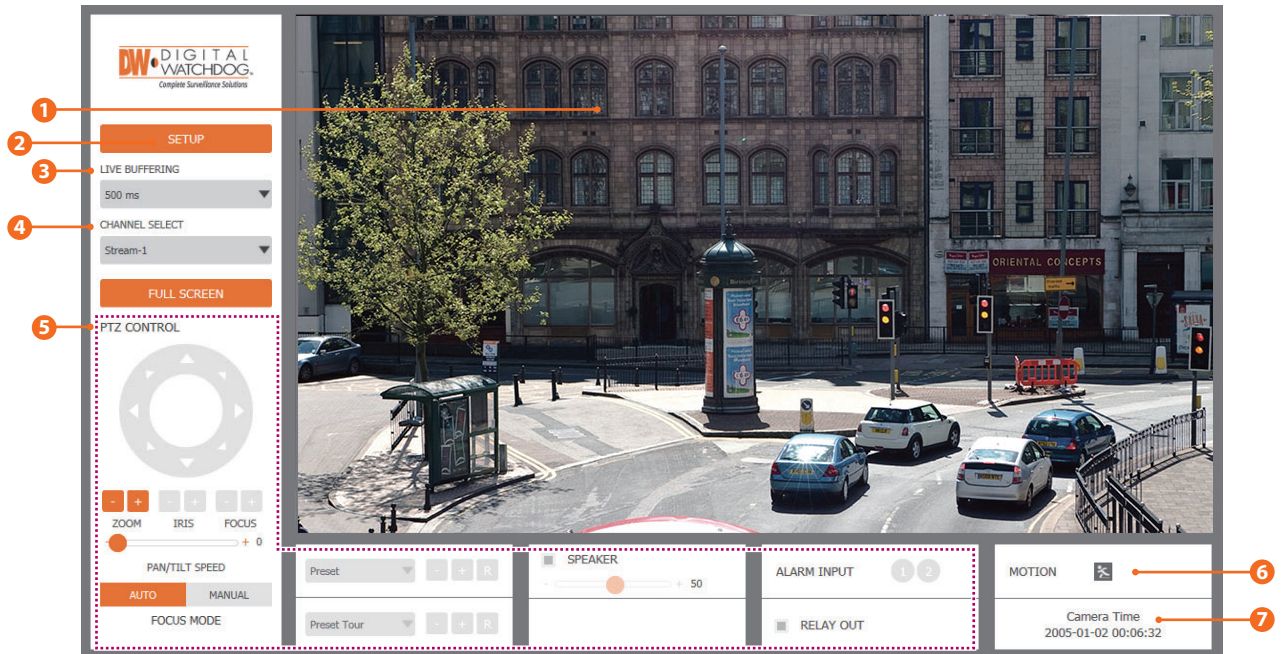 DW DIGITAL
WATCHDOG®
Complete Surveillance Solutions
1
2
SETUP
3
LIVE BUFFERING
500 ms
4
CHANNEL SELECT
Stream-1
FULL SCREEN
5
PTZ CONTROL
- + - + - +
ZOOM IRIS FOCUS
- + 0
PAN/TILT SPEED
AUTO MANUAL
FOCUS MODE
ORIENTAL CONCEPTS
Preset - + R
Preset Tour - + R
SPEAKER
- + 50
ALARM INPUT 1 2
RELAY OUT
MOTION
6
Camera Time
2005-01-02 00:06:32
7